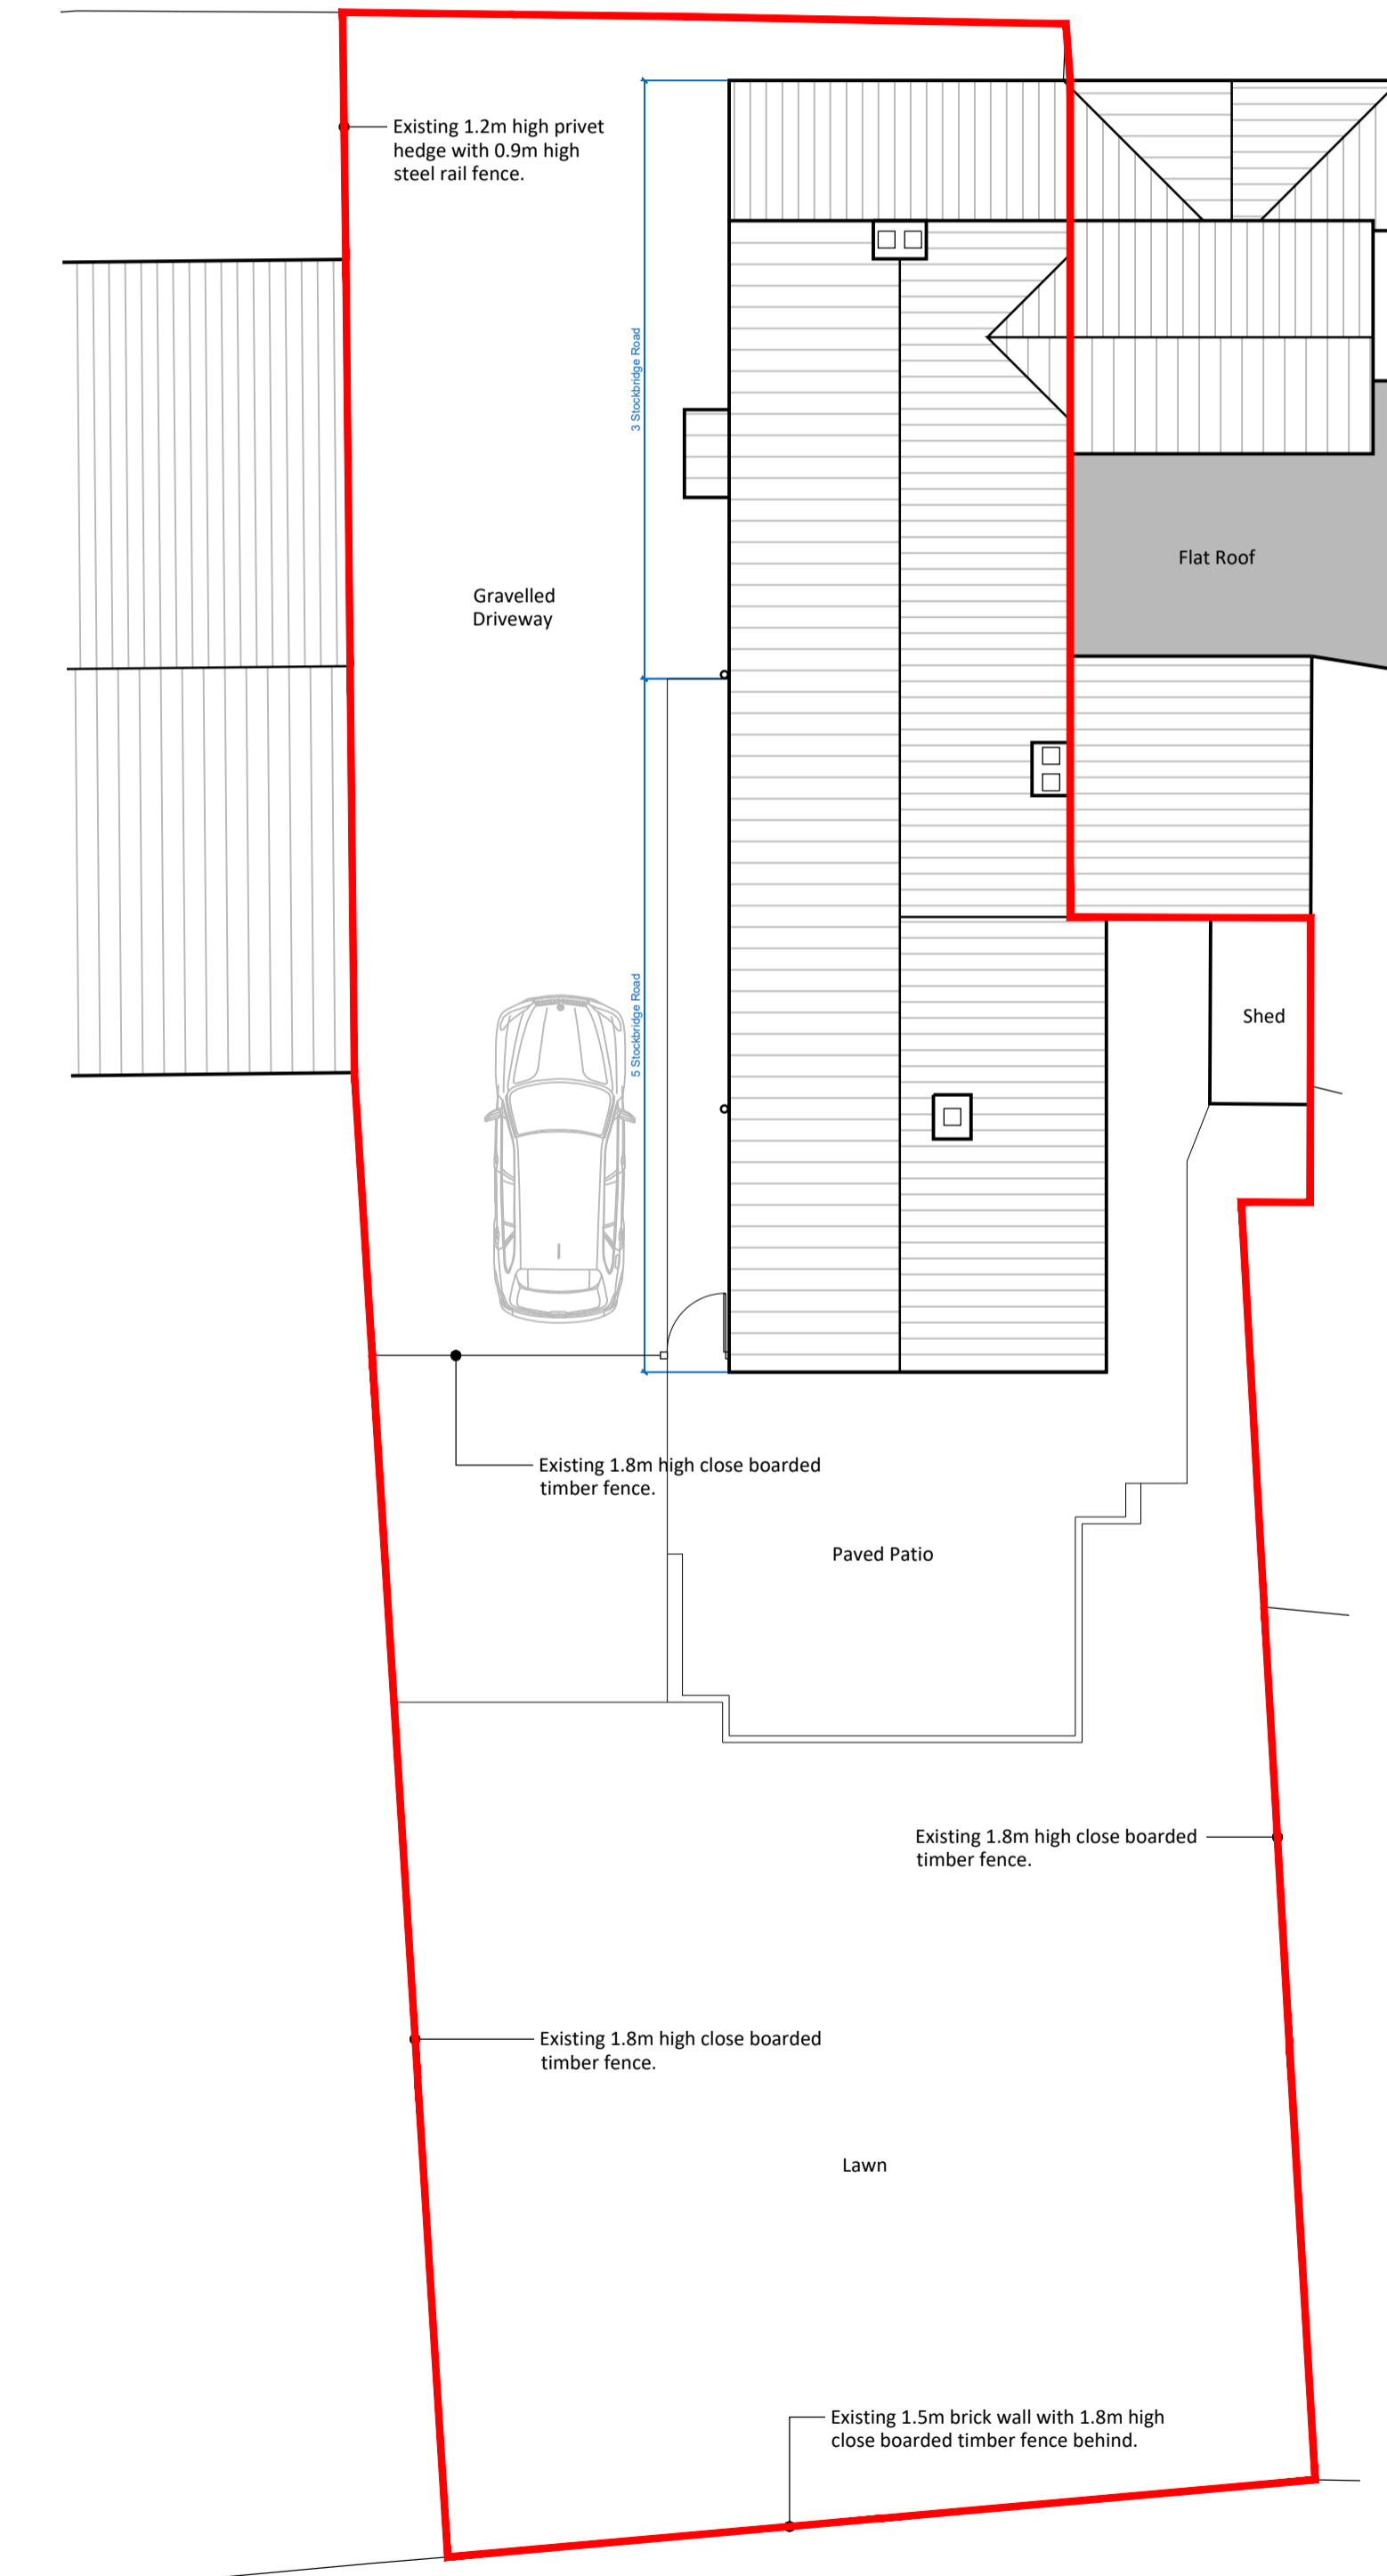 Existing 1.2m high privet
hedge with 0.9m high
steel rail fence.
3 Stockbridge Road
Flat Roof
Gravelled
Driveway
5 Stockbridge Road
Shed
Existing 1.8m high close boarded
timber fence.
Paved Patio
Existing 1.8m high close boarded
timber fence.
Existing 1.8m high close boarded
timber fence.
Lawn
Existing 1.5m brick wall with 1.8m high
close boarded timber fence behind.